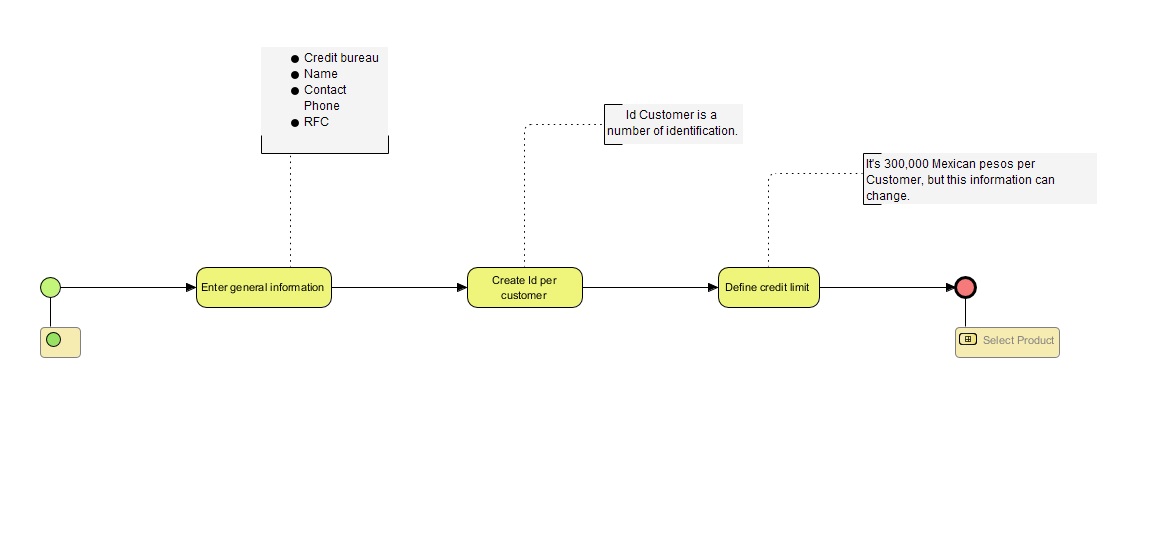 Credit bureau
Name
Contact
Phone
RFC
Id Customer is a
number of identification.
It's 300,000 Mexican pesos per
Customer, but this information can
change.
Enter general information
Create Id per
customer
Define credit limit
Select Product